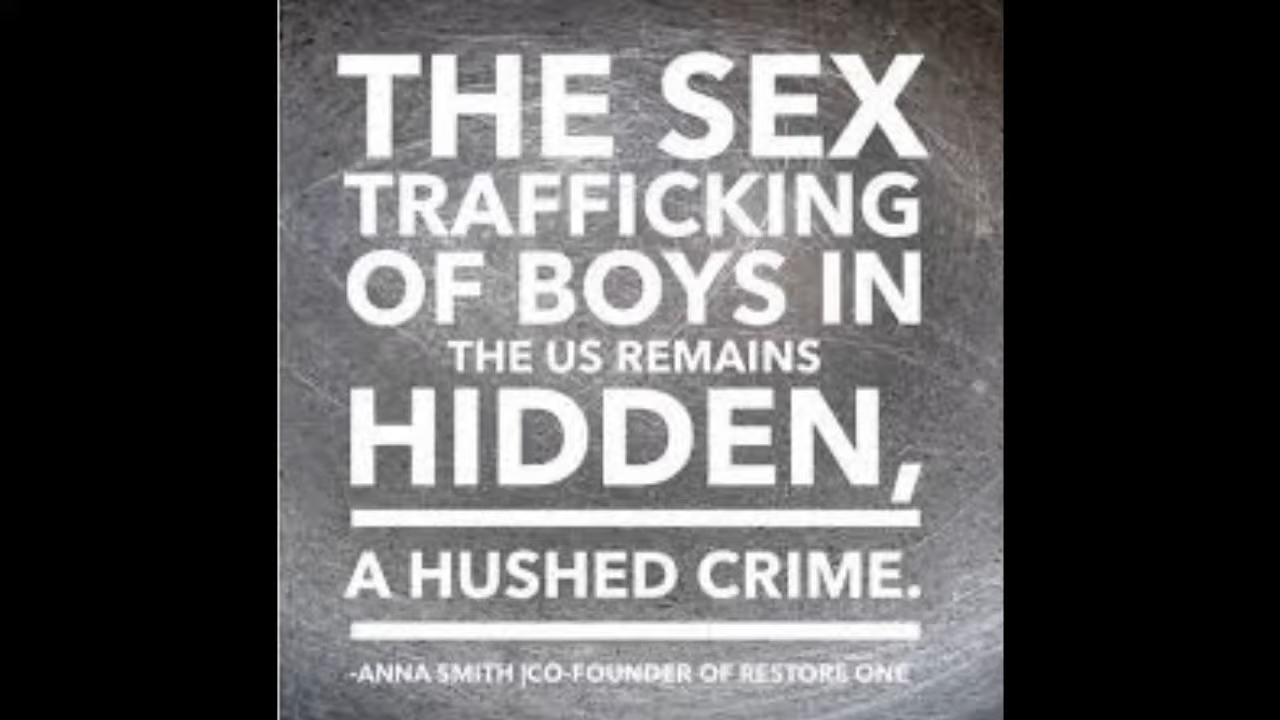 THE SEX
TRAFFICKING
OF BOYS IN
THE US REMAINS
HIDDEN,
A HUSHED CRIME.
-ANNA SMITH |CO-FOUNDER OF RESTORE ONE